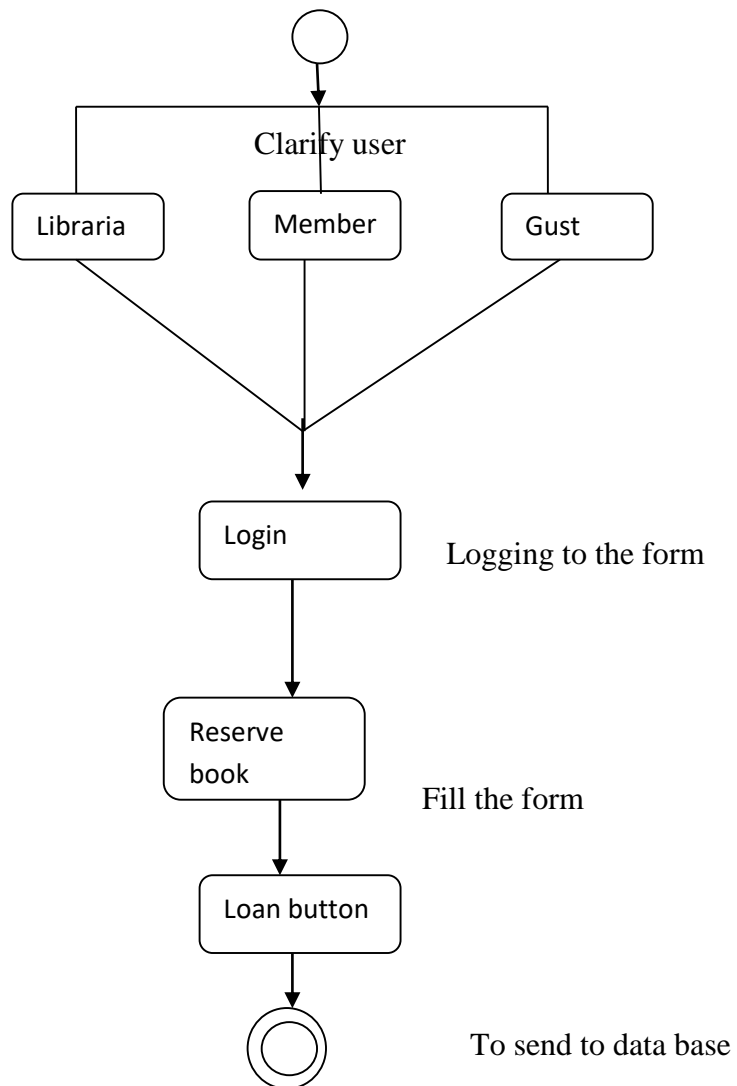 Clarify user
Libraria
Member
Gust
Login
Logging to the form
Reserve
book
Fill the form
Loan button
To send to data base